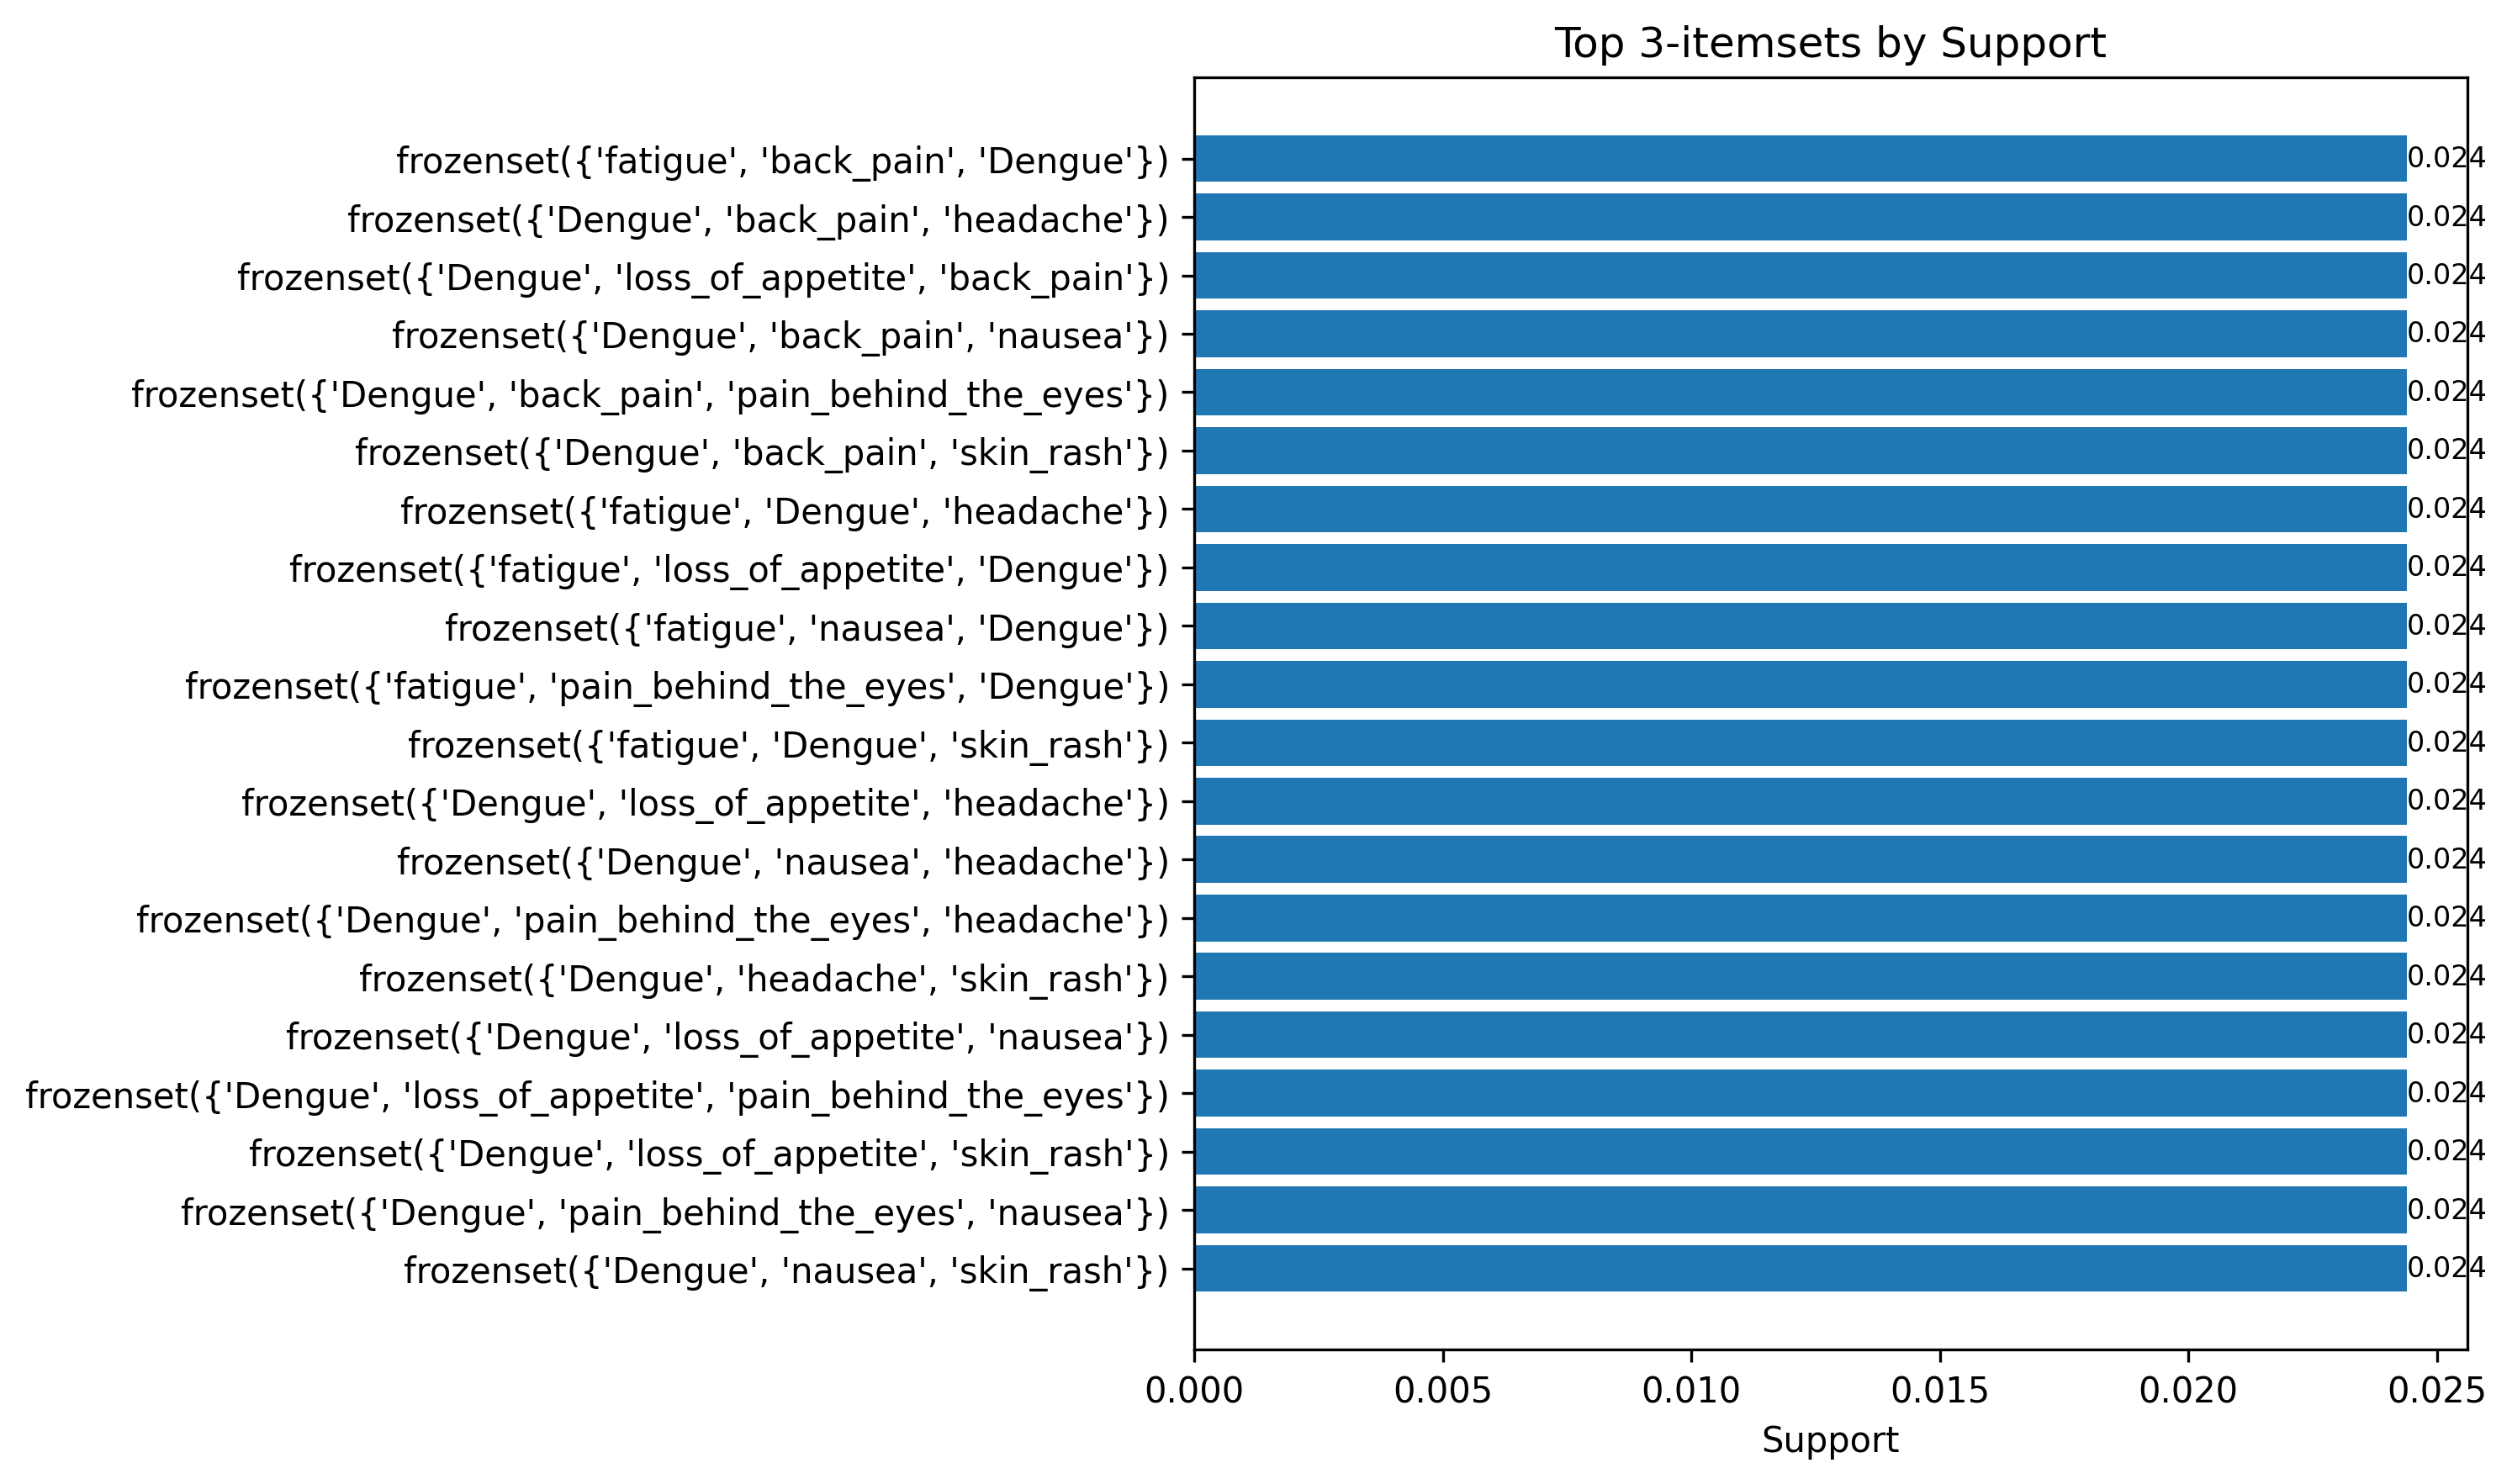 Top 3-itemsets by Support
frozenset({'fatigue', 'back_pain', 'Dengue'}) 0.024
frozenset({'Dengue', 'back_pain', 'headache'}) 0.024
frozenset({'Dengue', 'loss_of_appetite', 'back_pain'}) 0.024
frozenset({'Dengue', 'back_pain', 'nausea'}) 0.024
frozenset({'Dengue', 'back_pain', 'pain_behind_the_eyes'}) 0.024
frozenset({'Dengue', 'back_pain', 'skin_rash'}) 0.024
frozenset({'fatigue', 'Dengue', 'headache'}) 0.024
frozenset({'fatigue', 'loss_of_appetite', 'Dengue'}) 0.024
frozenset({'fatigue', 'nausea', 'Dengue'}) 0.024
frozenset({'fatigue', 'pain_behind_the_eyes', 'Dengue'}) 0.024
frozenset({'fatigue', 'Dengue', 'skin_rash'}) 0.024
frozenset({'Dengue', 'loss_of_appetite', 'headache'}) 0.024
frozenset({'Dengue', 'nausea', 'headache'}) 0.024
frozenset({'Dengue', 'pain_behind_the_eyes', 'headache'}) 0.024
frozenset({'Dengue', 'headache', 'skin_rash'}) 0.024
frozenset({'Dengue', 'loss_of_appetite', 'nausea'}) 0.024
frozenset({'Dengue', 'loss_of_appetite', 'pain_behind_the_eyes'}) 0.024
frozenset({'Dengue', 'loss_of_appetite', 'skin_rash'}) 0.024
frozenset({'Dengue', 'pain_behind_the_eyes', 'nausea'}) 0.024
frozenset({'Dengue', 'nausea', 'skin_rash'}) 0.024
0.000 0.005 0.010 0.015 0.020 0.025
Support